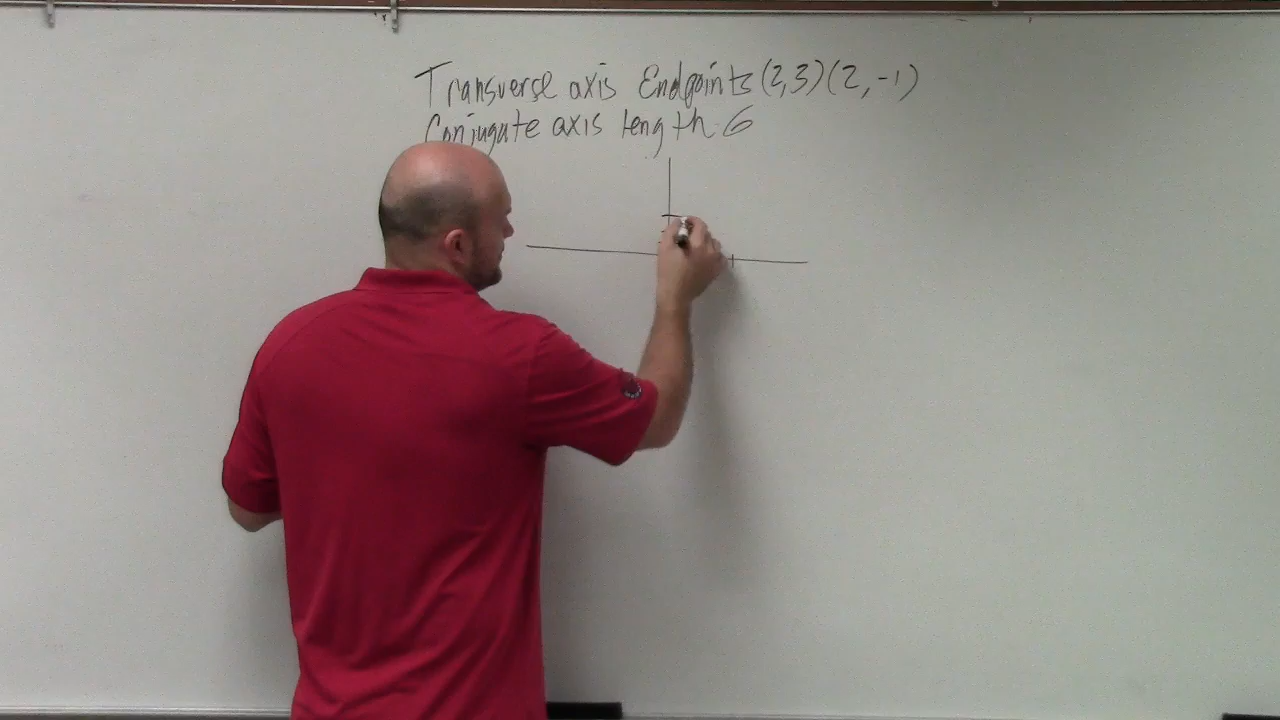 Transverse axis Endpoints (2,3) (2,-1)
Conjugate axis length: 6